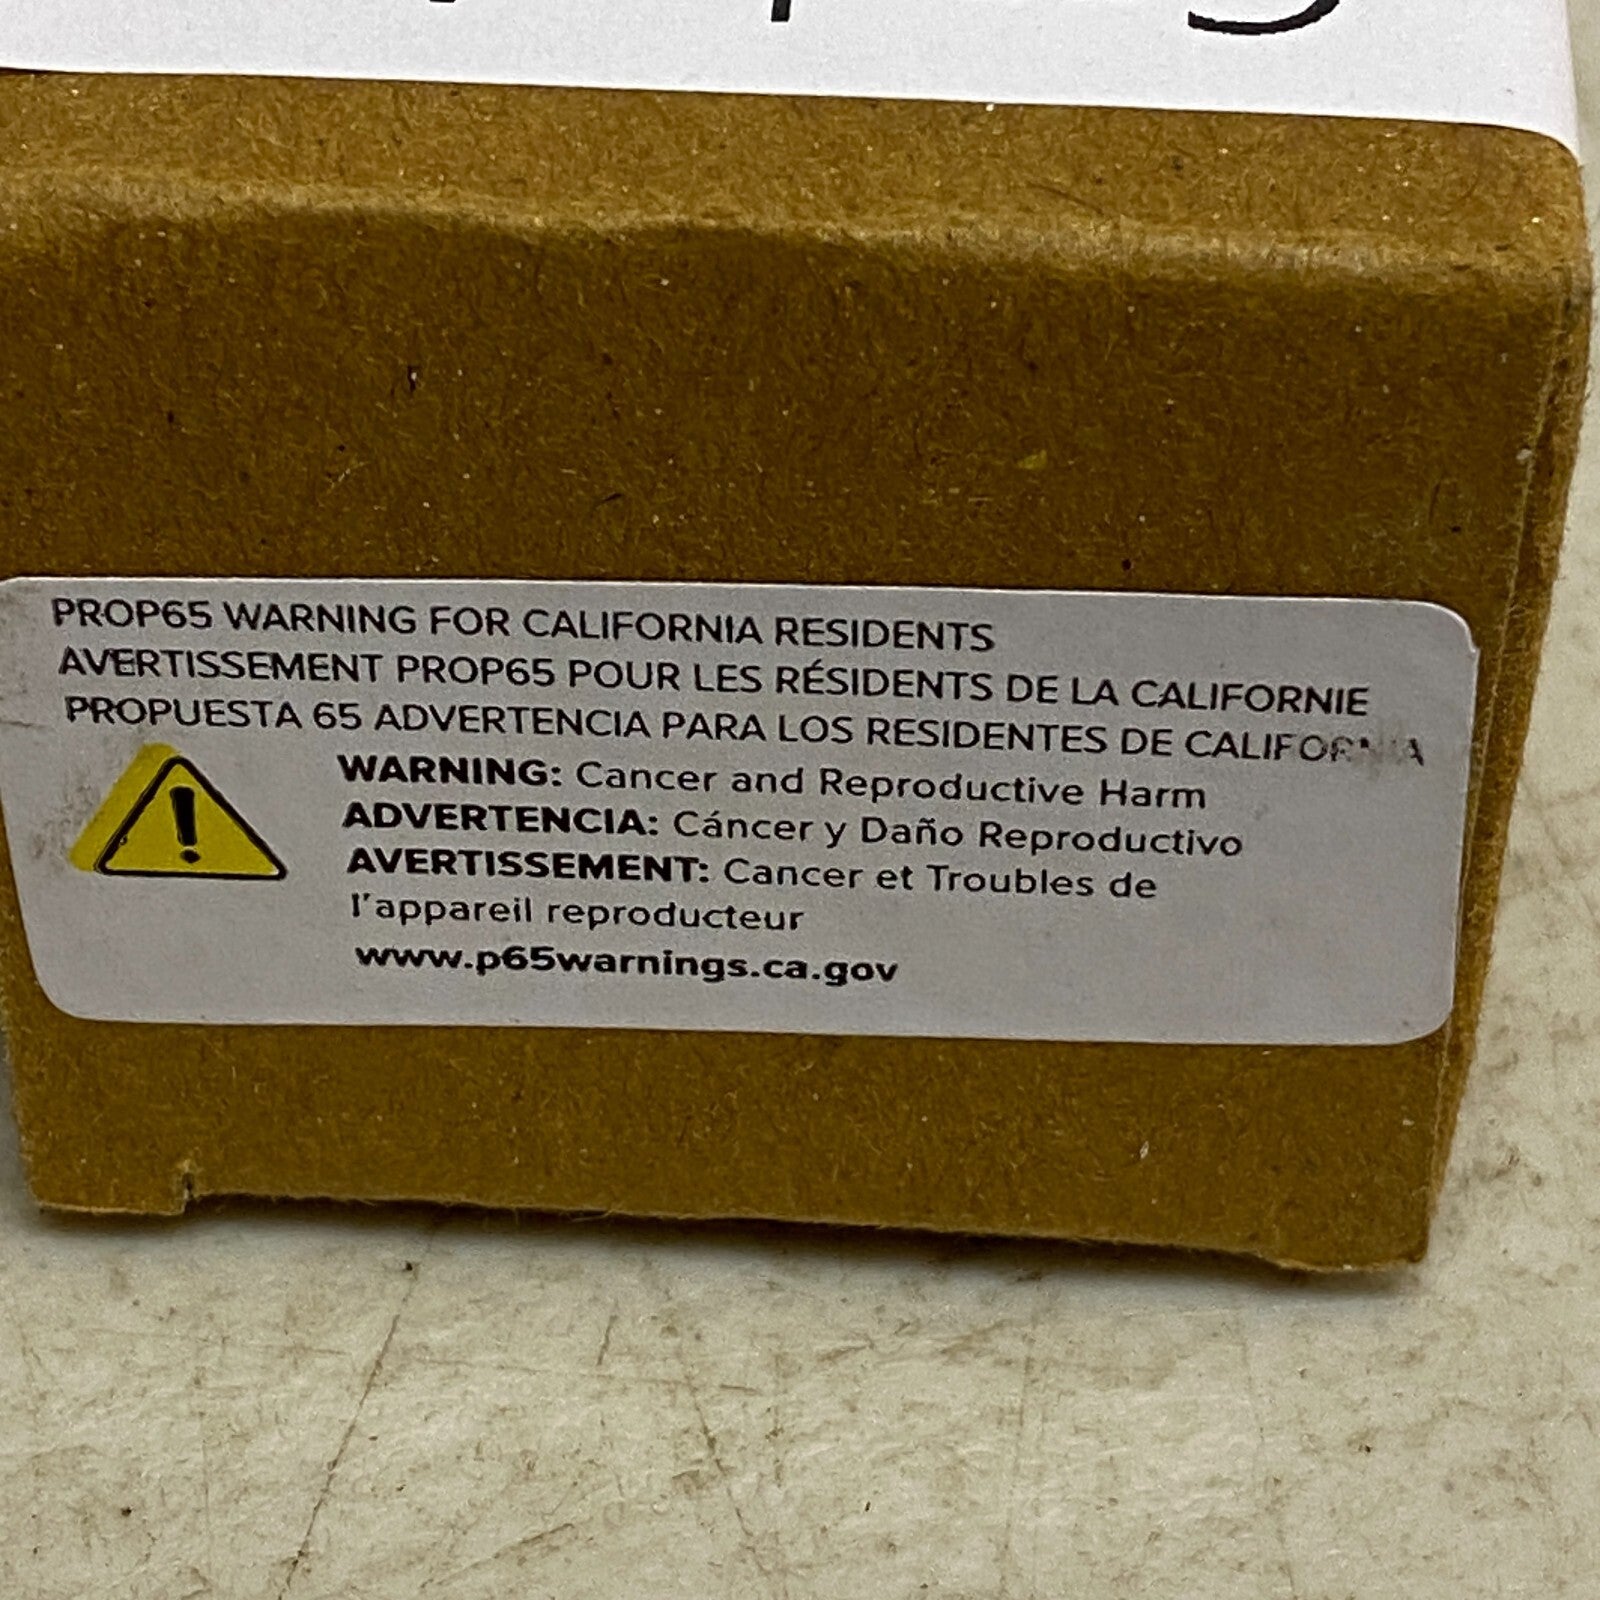 PROP65 WARNING FOR CALIFORNIA RESIDENTS
AVERTISSEMENT PROP65 POUR LES RÉSIDENTS DE LA CALIFORNIE
PROPUESTA 65 ADVERTENCIA PARA LOS RESIDENTES DE CALIFORNIA
WARNING: Cancer and Reproductive Harm
ADVERTENCIA: Cáncer y Daño Reproductivo
AVERTISSEMENT: Cancer et Troubles de
l'appareil reproducteur
www.p65warnings.ca.gov